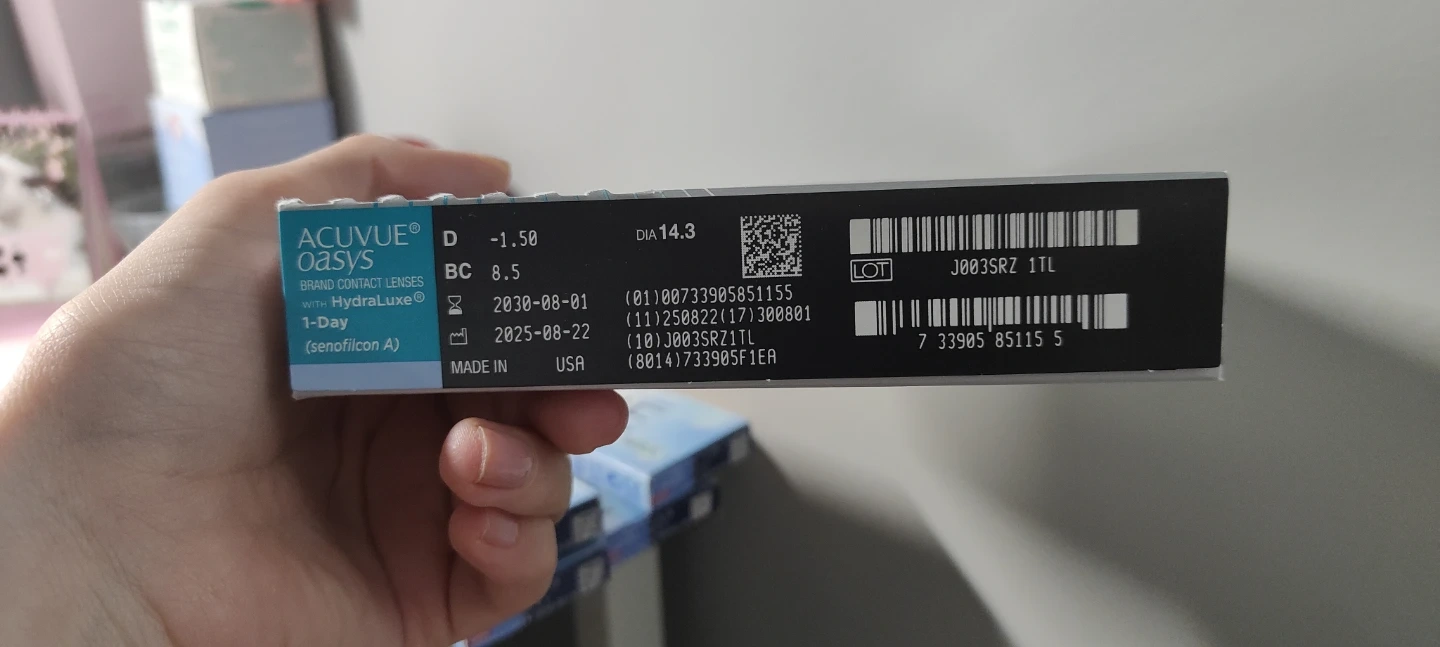 ACUVUE®
oasys
BRAND CONTACT LENSES
WITH HydraLuxe®
1-Day
(senofilcon A)
D -1.50
BC 8.5
2030-08-01
2025-08-22
MADE IN USA
DIA 14.3
(01)00733905851155
(11)250822(17)300801
(10)J003SRZ1TL
(8014)733905F1EA
LOT J003SRZ 1TL
7 33905 85115 5